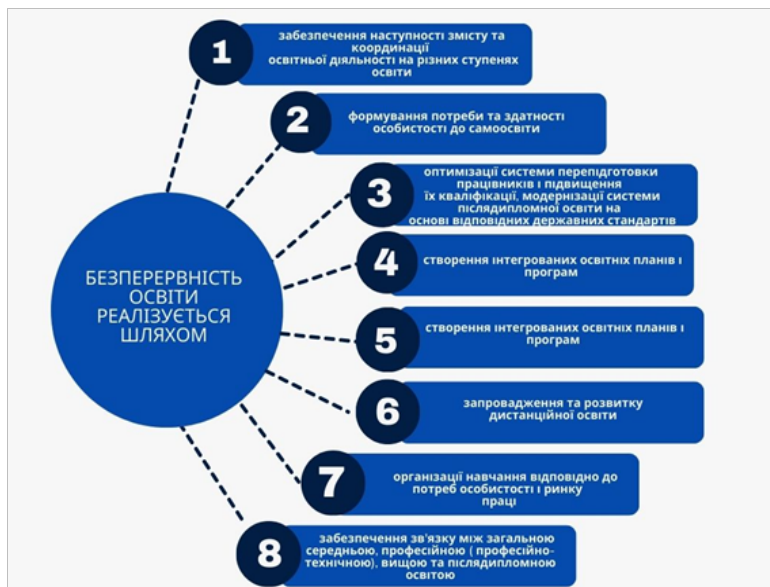 1
забезпечення наступності змісту та
координації
освітньої діяльності на різних ступенях
освіти
2
формування потреби та здатності
особистості до самоосвіти
3
оптимізації системи перепідготовки
працівників і підвищення
їх кваліфікації, модернізації системи
післядипломної освіти на
основі відповідних державних стандартів
4
створення інтегрованих освітніх планів і
програм
БЕЗПЕРЕРВНІСТЬ
ОСВІТИ
РЕАЛІЗУЄТЬСЯ
ШЛЯХОМ
5
створення інтегрованих освітніх планів і
програм
6
запровадження та розвитку
дистанційної освіти
7
організації навчання відповідно до
потреб особистості і ринку
праці
8
забезпечення зв'язку між загальною
середньою, професійною ( професійно-
технічною), вищою та післядипломною
освітою